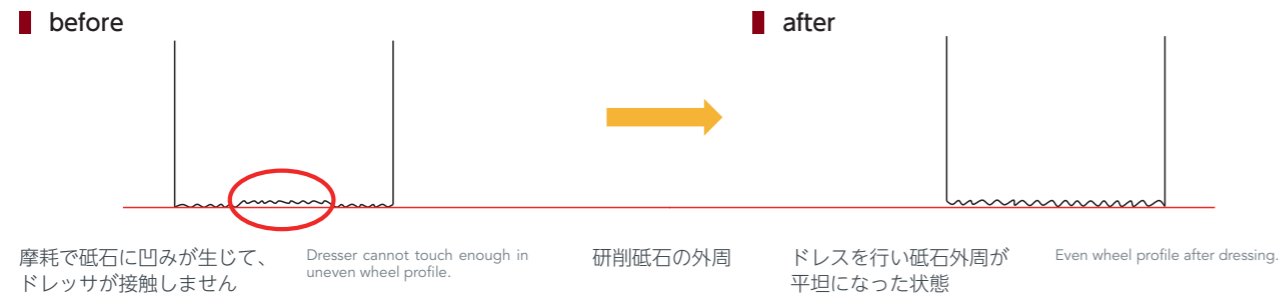 before
after
摩耗で砥石に凹みが生じて、
ドレッサが接触しません
Dresser cannot touch enough in
uneven wheel profile.
研削砥石の外周
ドレスを行い砥石外周が
平坦になった状態
Even wheel profile after dressing.